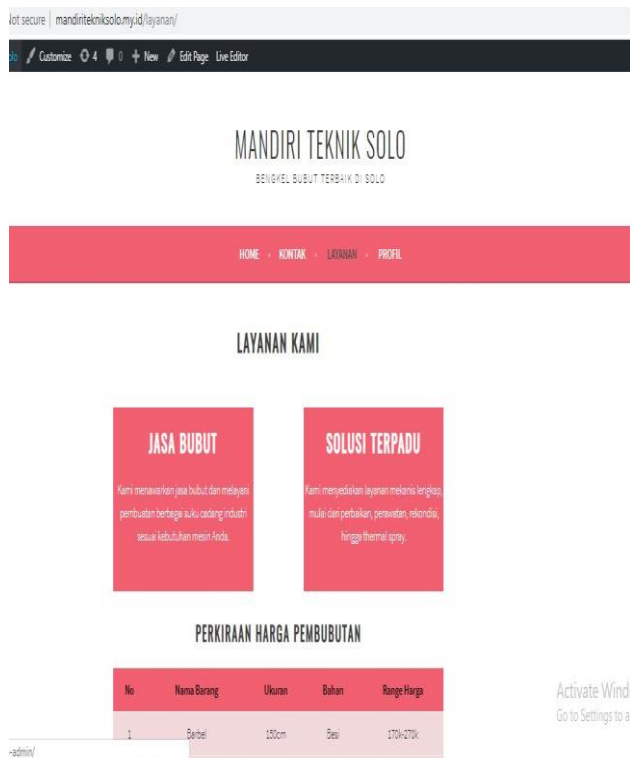 Not secure | mandiritekniksolo.my.id/layanan/
olo Customize 4 0 + New Edit Page Live Editor
MANDIRI TEKNIK SOLO
BENGKEL BUBUT TERBAIK DI SOLO
HOME KONTAK LAYANAN PROFIL
LAYANAN KAMI
JASA BUBUT
Kami menawarkan jasa bubut dan melayani
pembuatan berbagai suku cadang industri
sesuai kebutuhan mesin Anda.
SOLUSI TERPADU
Kami menyediakan layanan mekanis lengkap,
mulai dari perbaikan, perawatan, rekondisi,
hingga thermal spray.
PERKIRAAN HARGA PEMBUBUTAN
No Nama Barang Ukuran Bahan Range Harga
1 Barbel 150cm Besi 170k-270k
Activate Wind
Go to Settings to a
-admin/